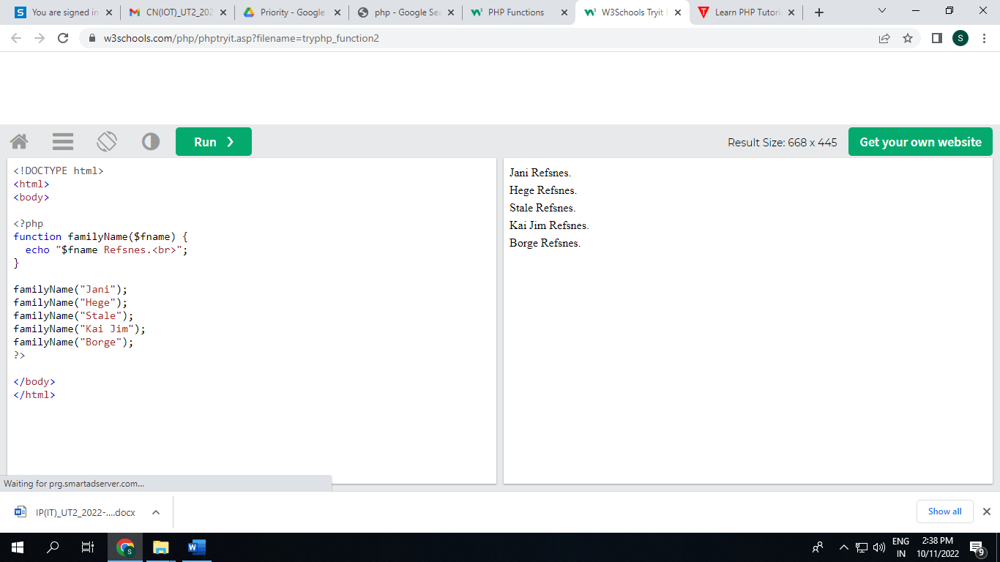 You are signed in
CN(IOT)_UT2_202
Priority - Google
php - Google Sea
PHP Functions
W3Schools Tryit E
Learn PHP Tutoria
w3schools.com/php/phptryit.asp?filename=tryphp_function2
S
Run ❯
Result Size: 668 x 445
Get your own website
<!DOCTYPE html>
<html>
<body>
<?php
function familyName($fname) {
  echo "$fname Refsnes.<br>";
}
familyName("Jani");
familyName("Hege");
familyName("Stale");
familyName("Kai Jim");
familyName("Borge");
?>
</body>
</html>
Jani Refsnes.
Hege Refsnes.
Stale Refsnes.
Kai Jim Refsnes.
Borge Refsnes.
Waiting for prg.smartadserver.com...
IP(IT)_UT2_2022-....docx
Show all
ENG
IN
2:38 PM
10/11/2022
9